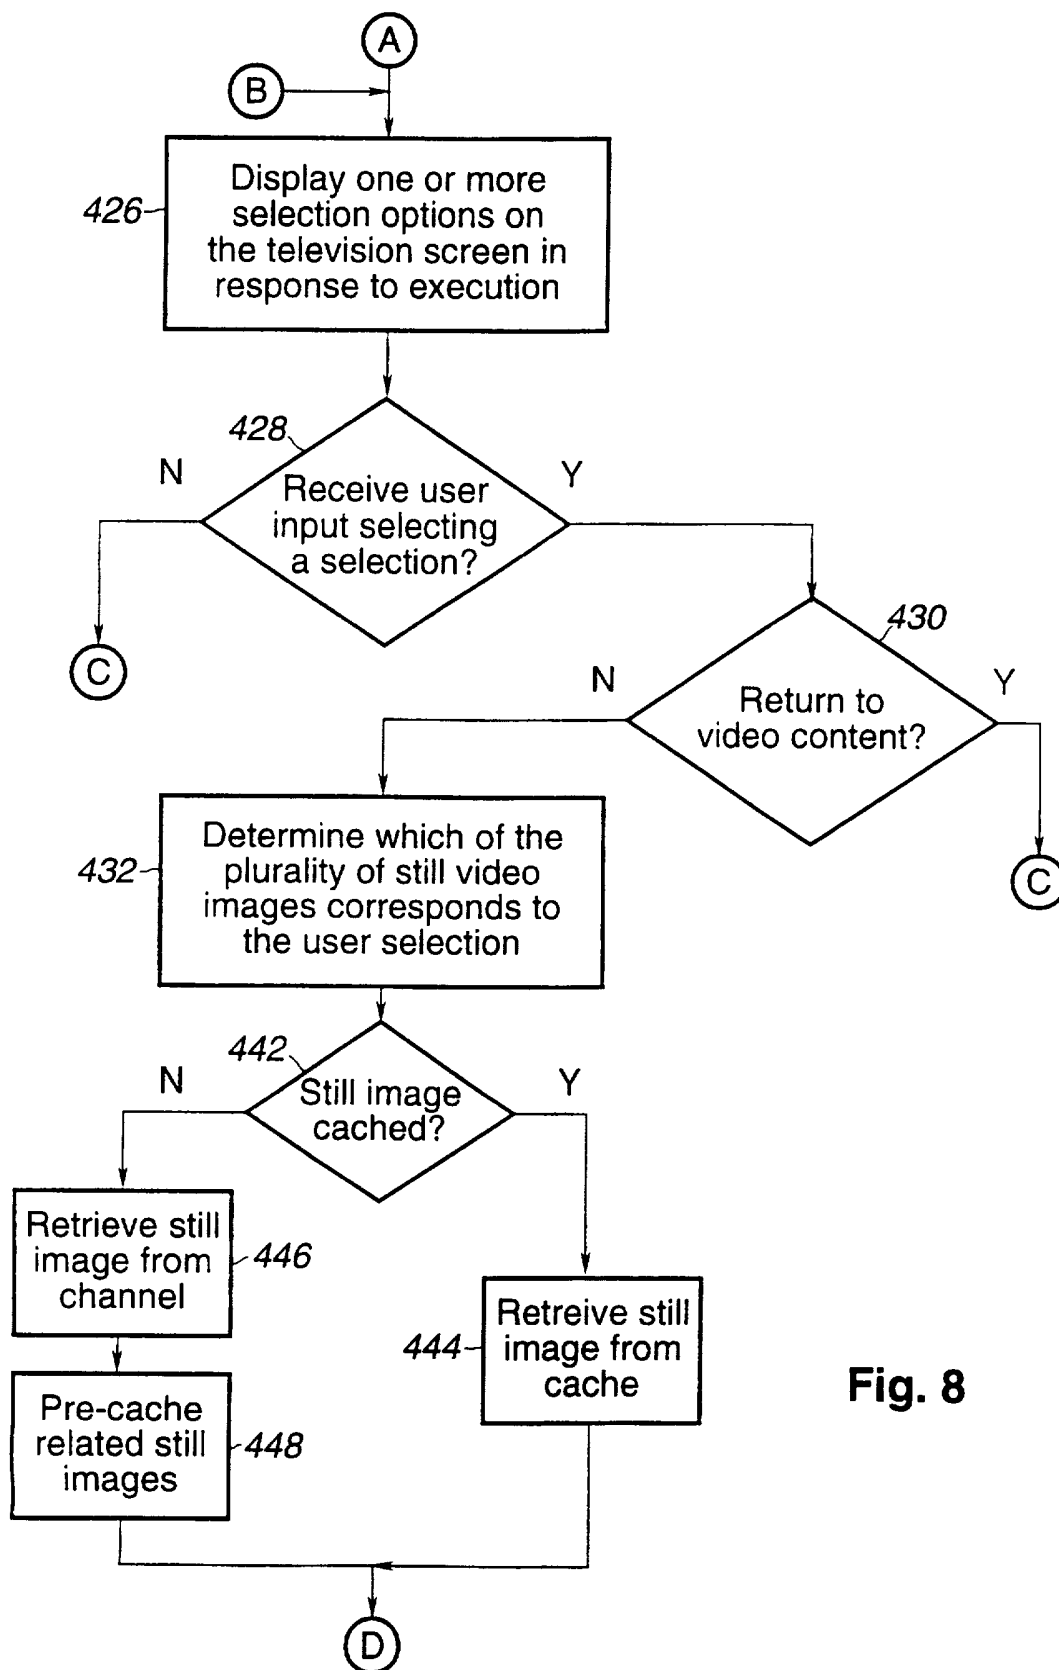 A
B
Display one or more
selection options on
the television screen in
response to execution
426
428
N
Y
Receive user
input selecting
a selection?
C
430
N
Y
Return to
video content?
C
Determine which of the
plurality of still video
images corresponds to
the user selection
432
442
N
Y
Still image
cached?
Retrieve still
image from
channel
446
Retreive still
image from
cache
444
Pre-cache
related still
images
448
Fig. 8
D